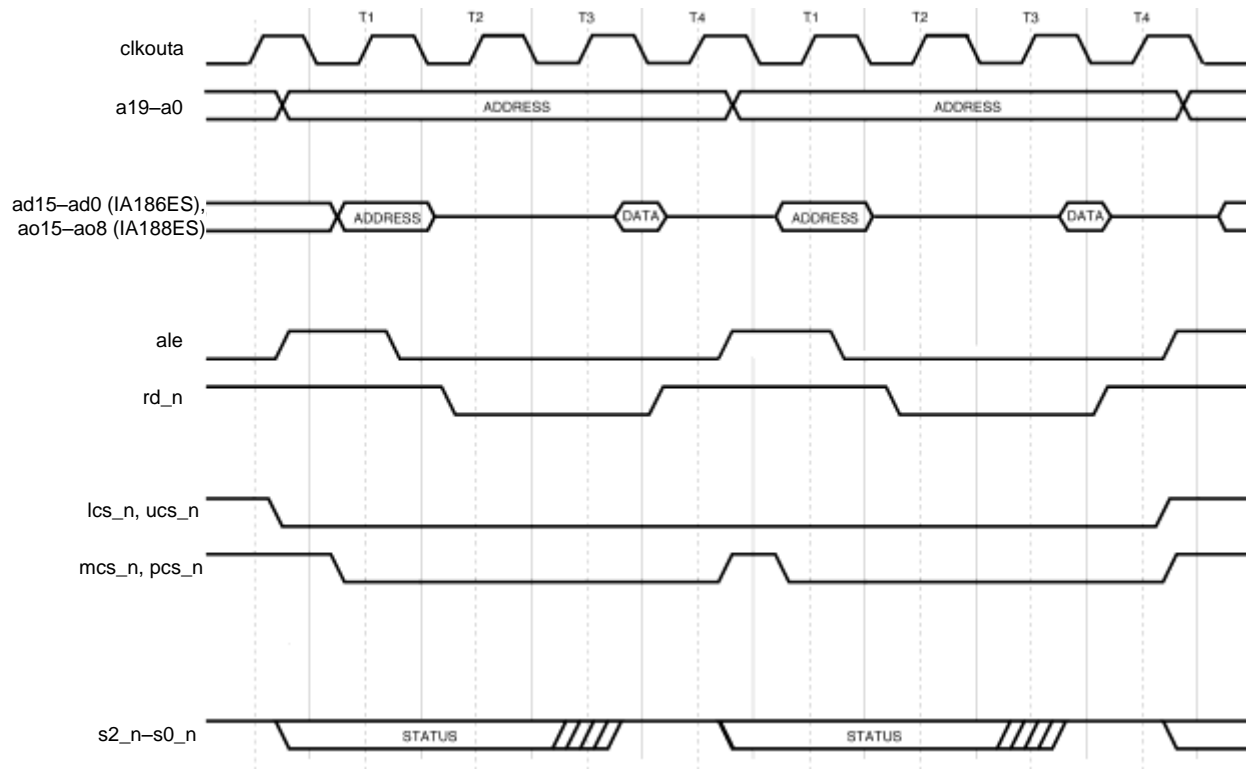 T1 T2 T3 T4 T1 T2 T3 T4
clkouta
a19–a0 ADDRESS ADDRESS
ad15–ad0 (IA186ES),
ao15–ao8 (IA188ES)
ADDRESS DATA ADDRESS DATA
ale
rd_n
lcs_n, ucs_n
mcs_n, pcs_n
s2_n–s0_n STATUS STATUS